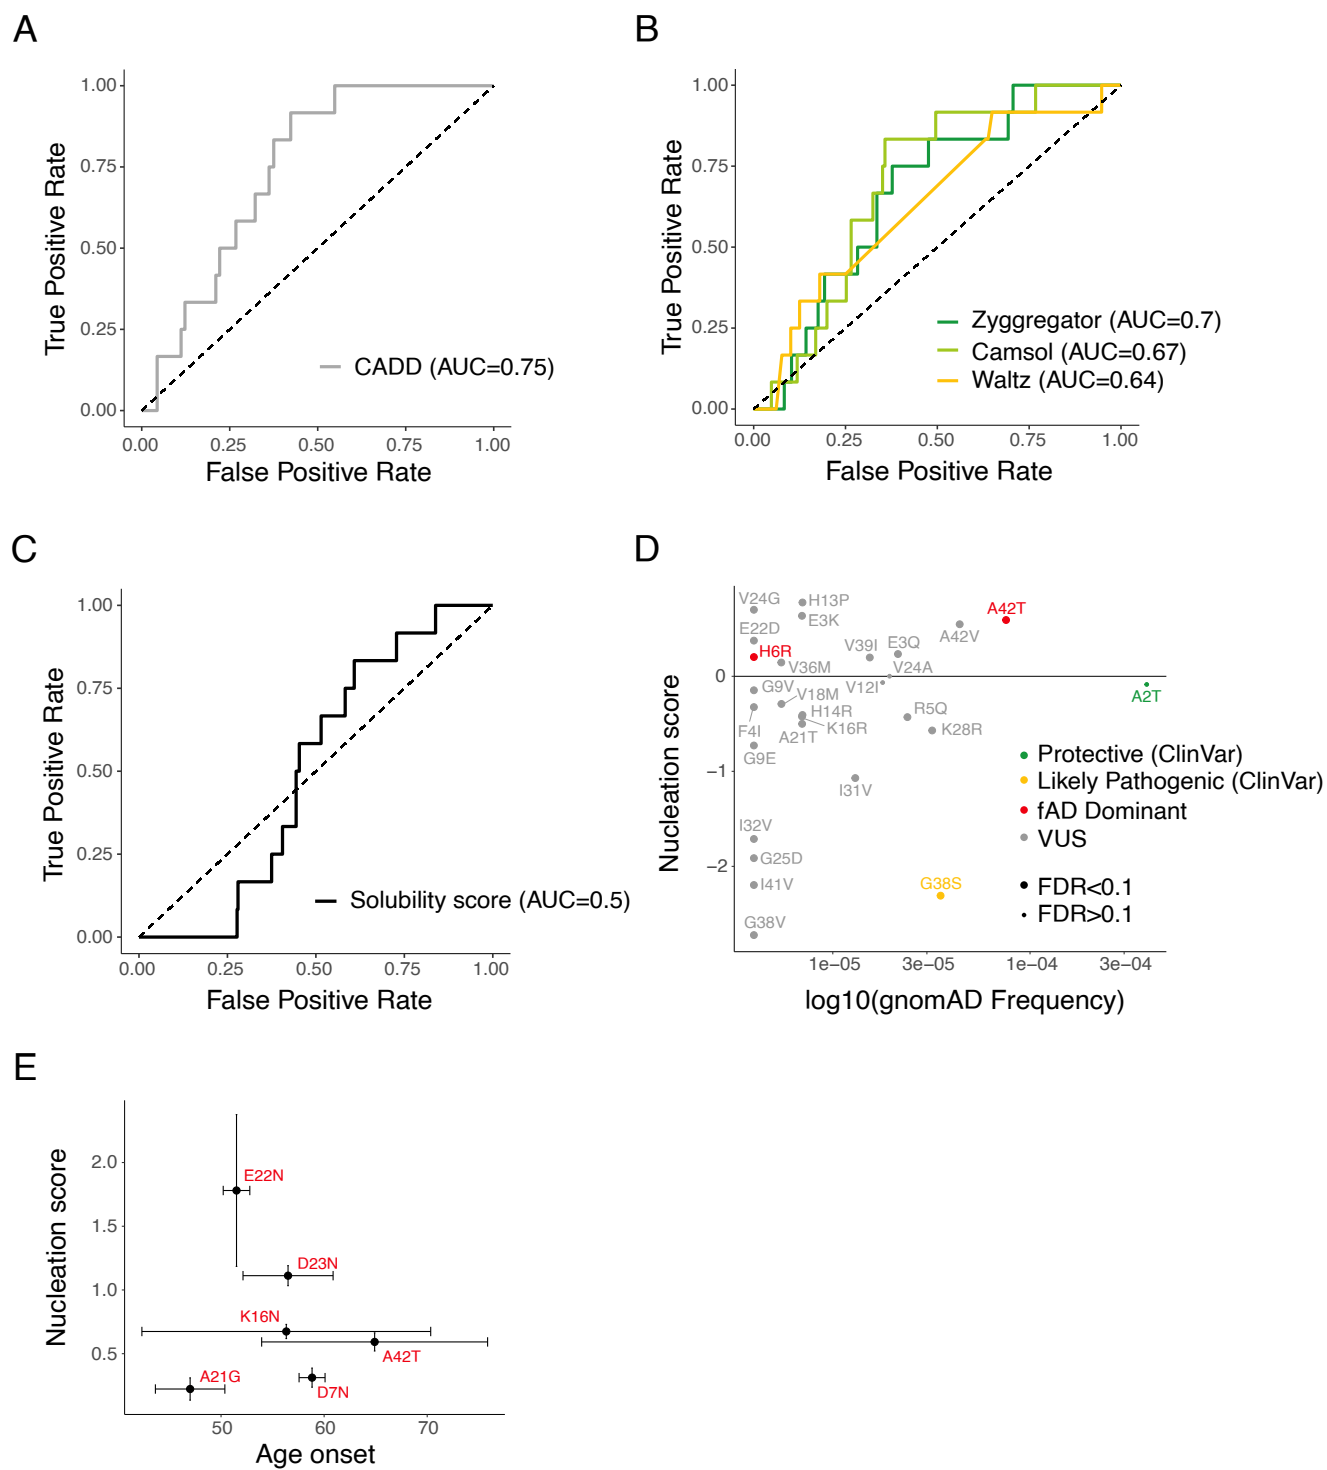 A
1.00
0.75
0.50
0.25
0.00
True Positive Rate
CADD (AUC=0.75)
0.00 0.25 0.50 0.75 1.00
False Positive Rate
B
1.00
0.75
0.50
0.25
0.00
True Positive Rate
Zyggregator (AUC=0.7)
Camsol (AUC=0.67)
Waltz (AUC=0.64)
0.00 0.25 0.50 0.75 1.00
False Positive Rate
C
1.00
0.75
0.50
0.25
0.00
True Positive Rate
Solubility score (AUC=0.5)
0.00 0.25 0.50 0.75 1.00
False Positive Rate
D
0
−1
−2
Nucleation score
V24G
H13P
E3K
A42T
E22D
A42V
V39I
E3Q
H6R
V36M
V24A
G9V
V12I
A2T
V18M
H14R
R5Q
F4I
K16R
A21T
K28R
G9E
I31V
I32V
G25D
I41V
G38S
G38V
Protective (ClinVar)
Likely Pathogenic (ClinVar)
fAD Dominant
VUS
FDR<0.1
FDR>0.1
1e−05 3e−05 1e−04 3e−04
log10(gnomAD Frequency)
E
2.0
1.5
1.0
0.5
Nucleation score
E22N
D23N
K16N
A42T
A21G
D7N
50 60 70
Age onset